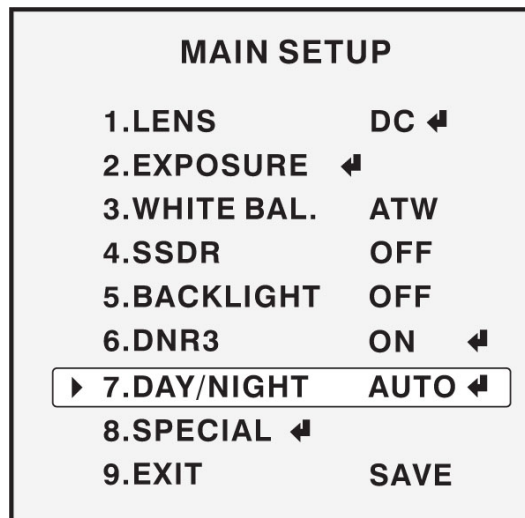 MAIN SETUP
1.LENS DC ↲
2.EXPOSURE ↲
3.WHITE BAL. ATW
4.SSDR OFF
5.BACKLIGHT OFF
6.DNR3 ON ↲
7.DAY/NIGHT AUTO ↲
8.SPECIAL ↲
9.EXIT SAVE